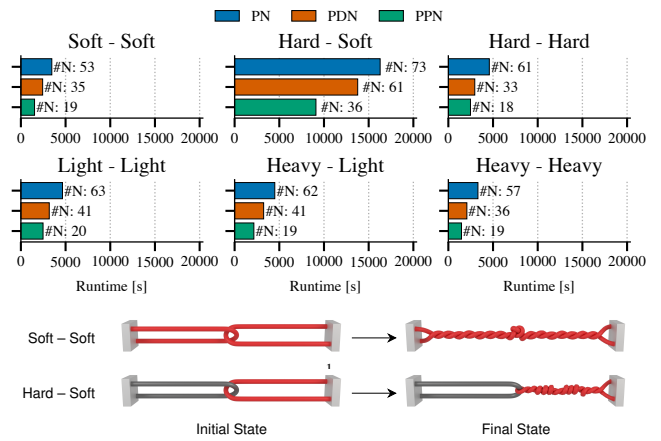 PN PDN PPN
Soft - Soft Hard - Soft Hard - Hard
#N: 53 #N: 73 #N: 61
#N: 35 #N: 61 #N: 33
#N: 19 #N: 36 #N: 18
0 5000 10000 15000 20000 0 5000 10000 15000 20000 0 5000 10000 15000 20000
Light - Light Heavy - Light Heavy - Heavy
#N: 63 #N: 62 #N: 57
#N: 41 #N: 41 #N: 36
#N: 20 #N: 19 #N: 19
0 5000 10000 15000 20000 0 5000 10000 15000 20000 0 5000 10000 15000 20000
Runtime [s] Runtime [s] Runtime [s]
Soft – Soft
Hard – Soft
Initial State Final State